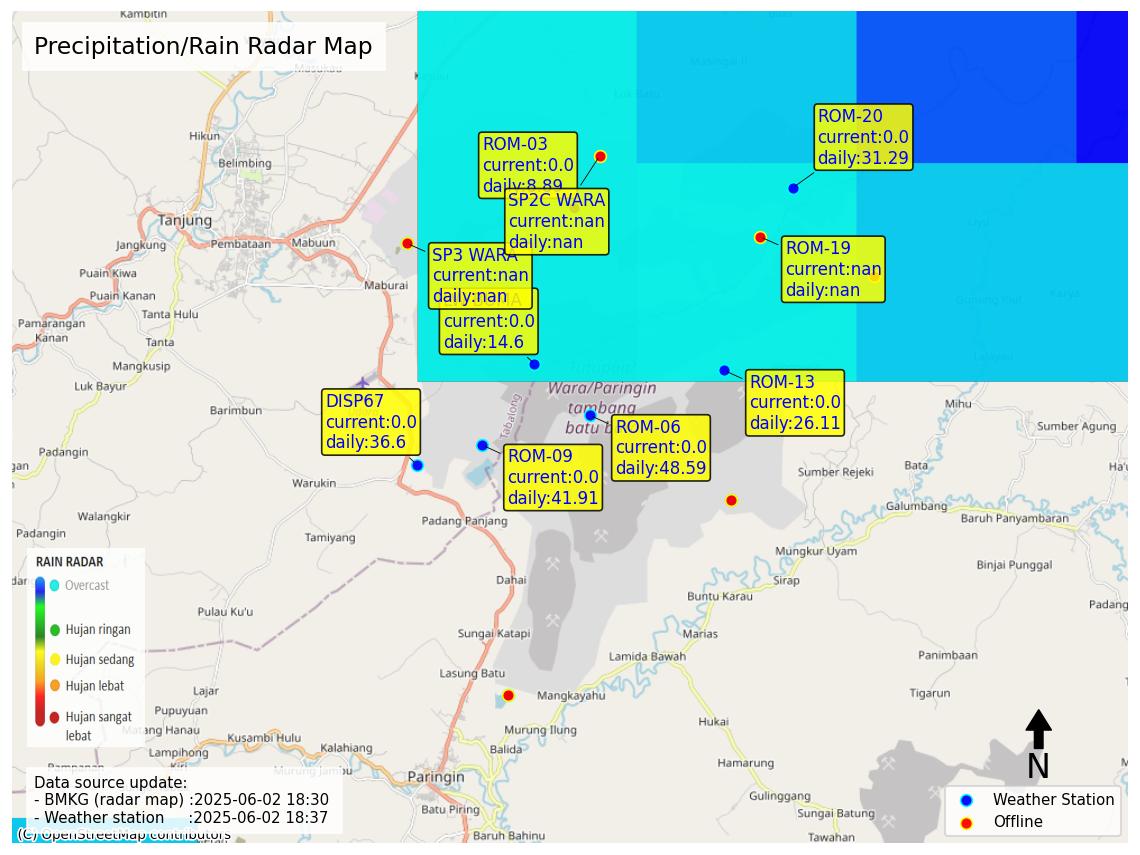 Kambitin
Precipitation/Rain Radar Map
Masukau
Masingai II
Luk Batu
Hikun
Belimbing
Tanjung
Jangkung
Pembataan
Mabuun
Puain Kiwa
Maburai
Puain Kanan
Tanta Hulu
Pamarangan
Kanan
Tanta
Mangkusip
Luk Bayur
Barimbun
ROM-20
current:0.0
daily:31.29
ROM-03
current:0.0
daily:8.89
SP2C WARA
current:nan
daily:nan
SP3 WARA
current:nan
daily:nan
current:0.0
daily:14.6
ROM-19
current:nan
daily:nan
Wara/Paringin
tambang
batu
Tabalong
DISP67
current:0.0
daily:36.6
ROM-09
current:0.0
daily:41.91
ROM-06
current:0.0
daily:48.59
ROM-13
current:0.0
daily:26.11
Mihu
Sumber Agung
Sumber Rejeki
Bata
Warukin
Galumbang
Baruh Panyambaran
Walangkir
Padangin
Tamiyang
Padang Panjang
Mungkur Uyam
Binjai Punggal
Sirap
Dahai
Buntu Karau
Padang
Pulau Ku'u
Sungai Katapi
Marias
Lamida Bawah
Panimbaan
Lasung Batu
Tigarun
Lajar
Mangkayahu
Pupuyuan
Matang Hanau
Hukai
Murung Ilung
Kusambi Hulu
Kalahiang
Balida
Lampihong
Hamarung
Murung Jambu
Paringin
Gulinggang
Batu Piring
Sungai Batung
Baruh Bahinu
Tawahan
RAIN RADAR
Overcast
Hujan ringan
Hujan sedang
Hujan lebat
Hujan sangat
lebat
Data source update:
- BMKG (radar map) :2025-06-02 18:30
- Weather station :2025-06-02 18:37
(C) OpenStreetMap contributors
N
Weather Station
Offline